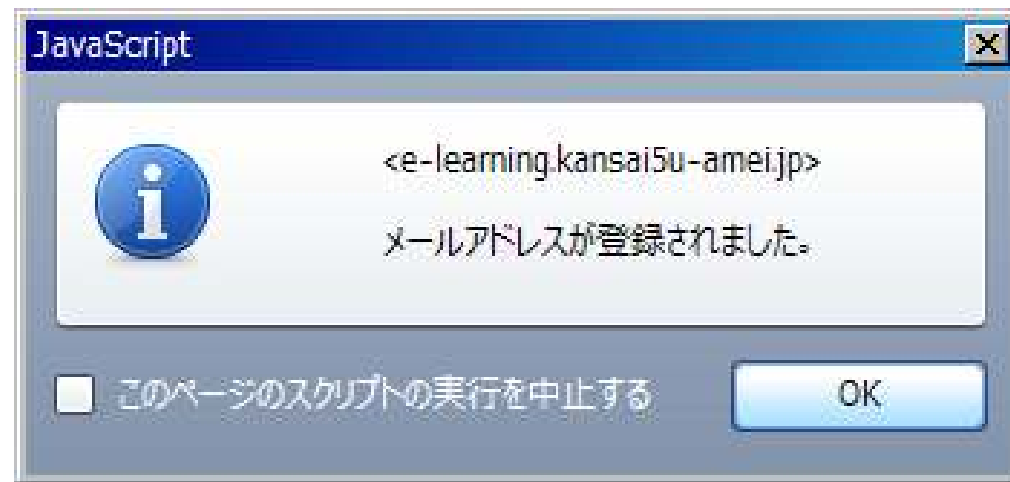 JavaScript
<e-learning.kansai5u-amei.jp>
メールアドレスが登録されました。
このページのスクリプトの実行を中止する
OK